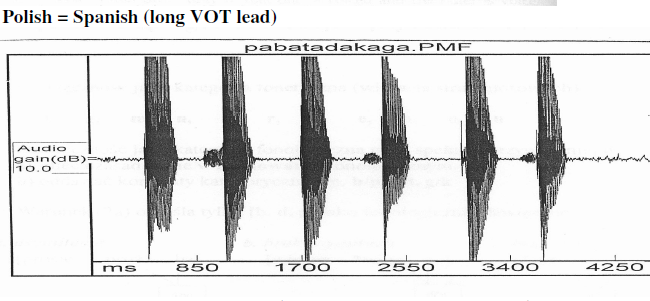 Polish = Spanish (long VOT lead)
pabatadakaga.PMF
Audio
gain(dB)=
10.0
ms 850 1700 2550 3400 4250